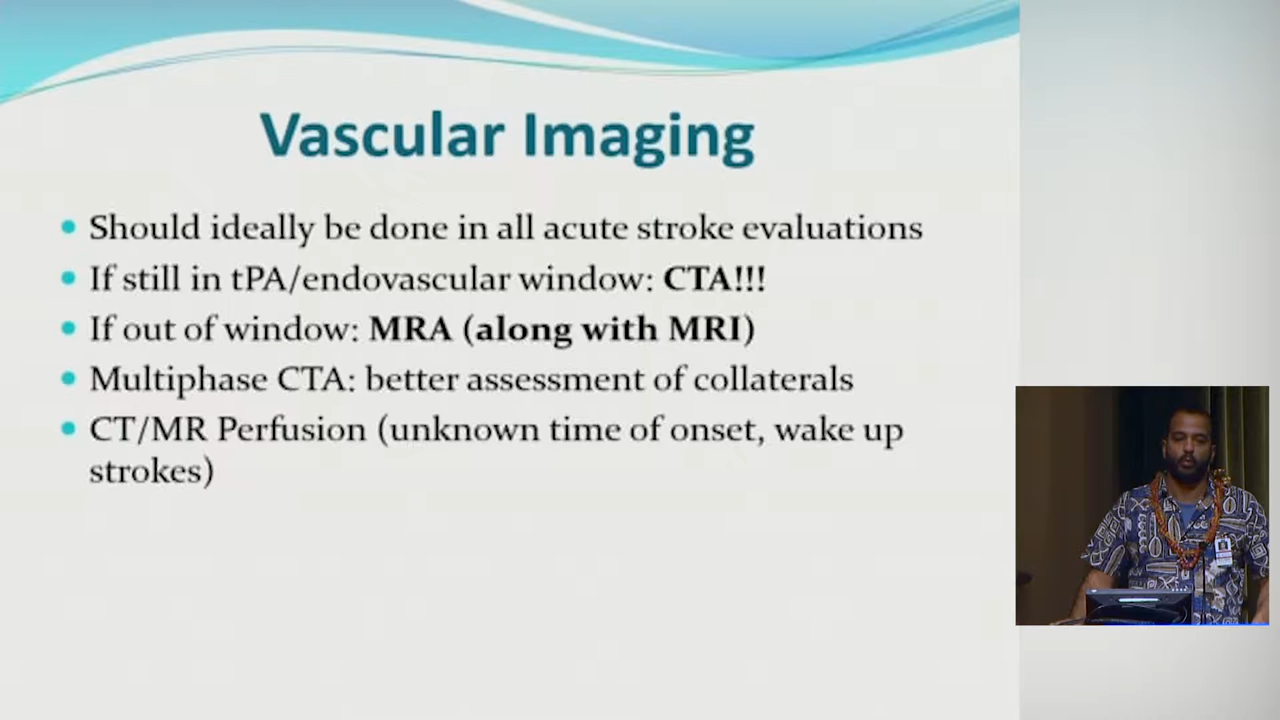 Vascular Imaging
• Should ideally be done in all acute stroke evaluations
• If still in tPA/endovascular window: CTA!!!
• If out of window: MRA (along with MRI)
• Multiphase CTA: better assessment of collaterals
• CT/MR Perfusion (unknown time of onset, wake up
strokes)